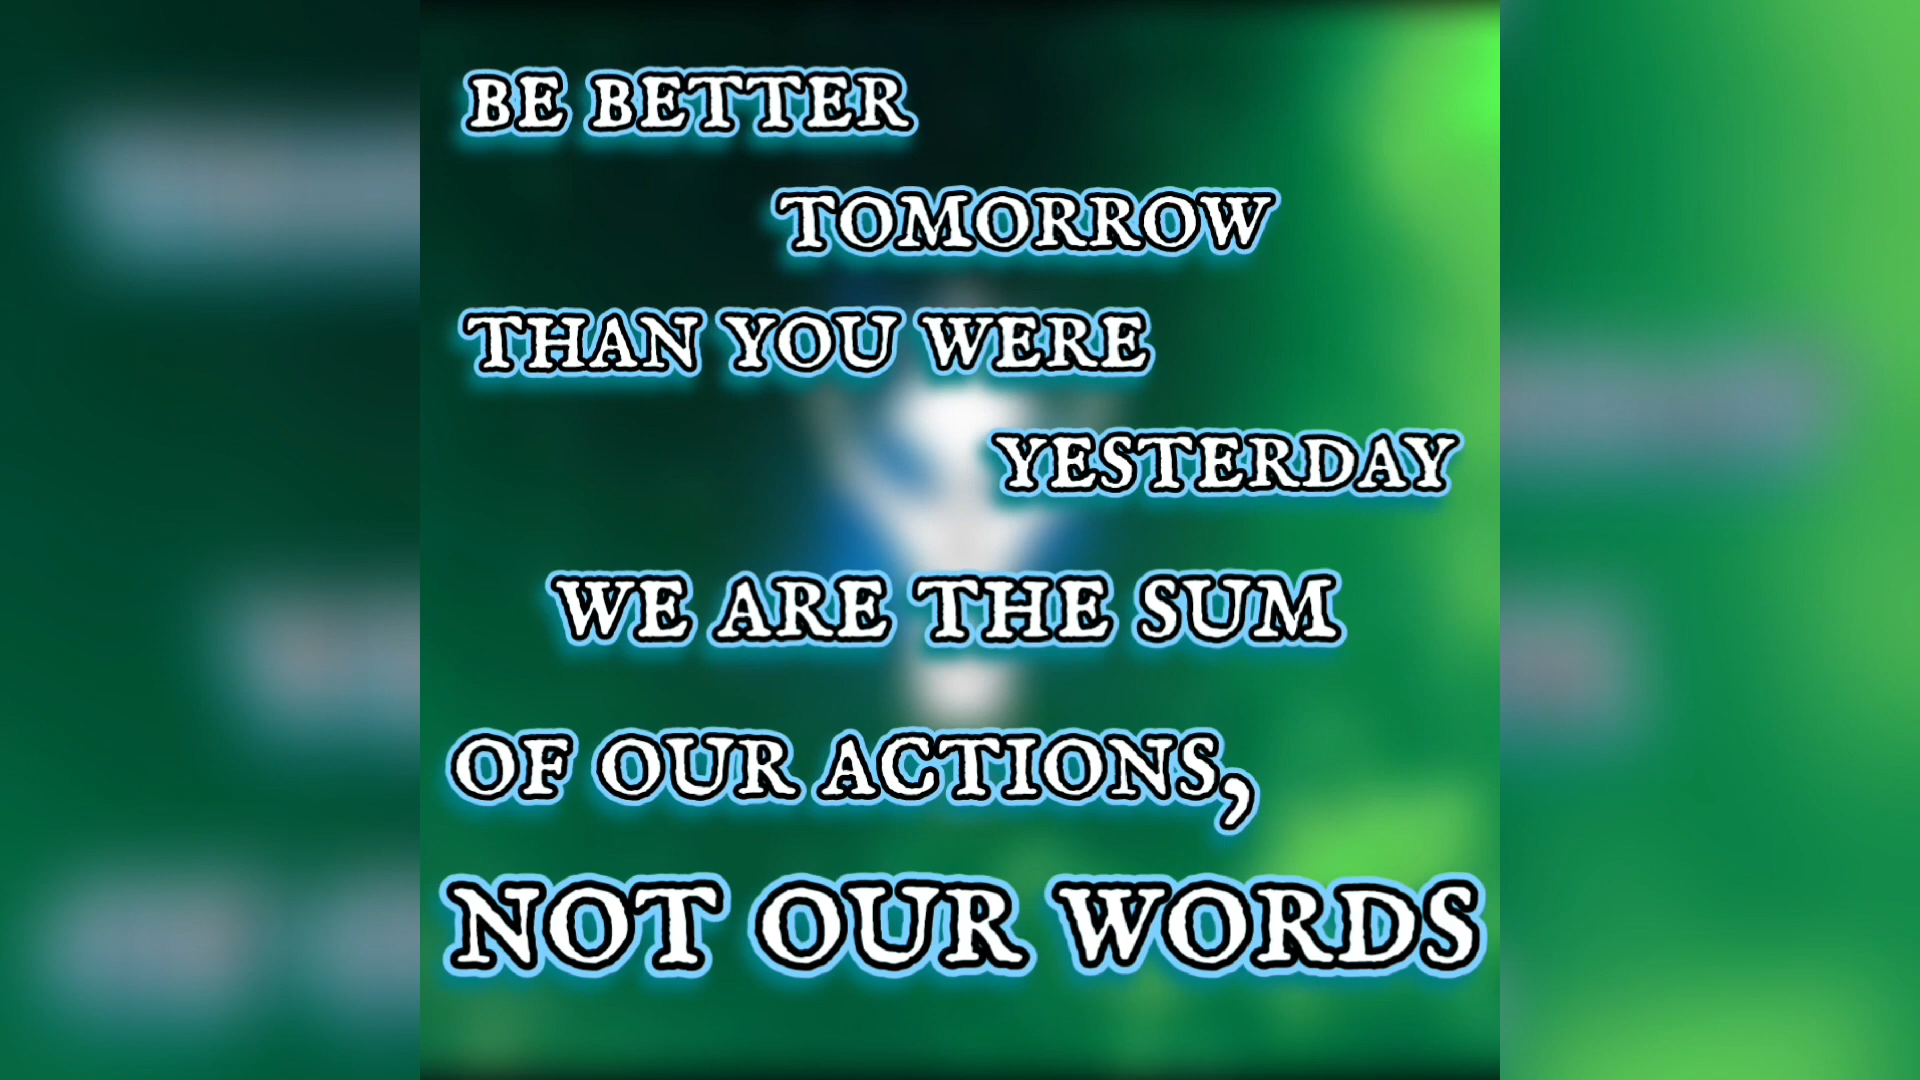 BE BETTER
TOMORROW
THAN YOU WERE
YESTERDAY
WE ARE THE SUM
OF OUR ACTIONS,
NOT OUR WORDS